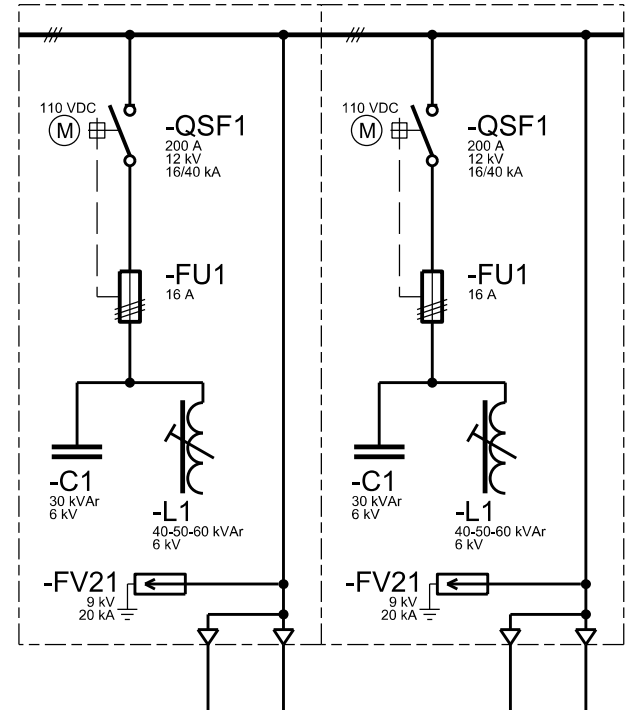 110 VDC
M
-QSF1
200 A
12 kV
16/40 kA
-FU1
16 A
-C1
30 kVAr
6 kV
-L1
40-50-60 kVAr
6 kV
-FV21
9 kV
20 kA
110 VDC
M
-QSF1
200 A
12 kV
16/40 kA
-FU1
16 A
-C1
30 kVAr
6 kV
-L1
40-50-60 kVAr
6 kV
-FV21
9 kV
20 kA